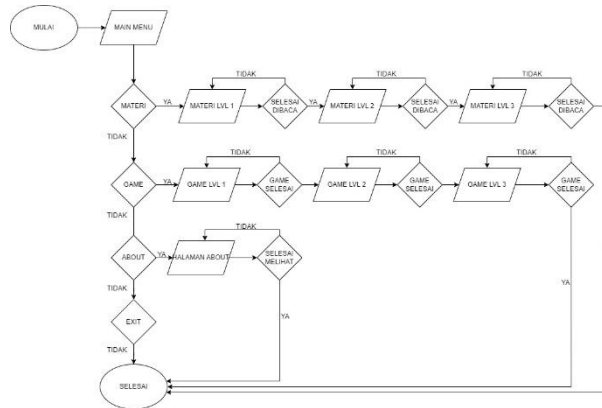 MULAI
MAIN MENU
TIDAK
TIDAK
TIDAK
MATERI
YA
MATERI LVL 1
SELESAI
DIBACA
YA
MATERI LVL 2
SELESAI
DIBACA
YA
MATERI LVL 3
SELESAI
DIBACA
TIDAK
TIDAK
TIDAK
TIDAK
GAME
YA
GAME LVL 1
GAME
SELESAI
GAME LVL 2
GAME
SELESAI
GAME LVL 3
GAME
SELESAI
TIDAK
TIDAK
ABOUT
YA
HALAMAN ABOUT
SELESAI
MELIHAT
YA
TIDAK
EXIT
YA
TIDAK
SELESAI